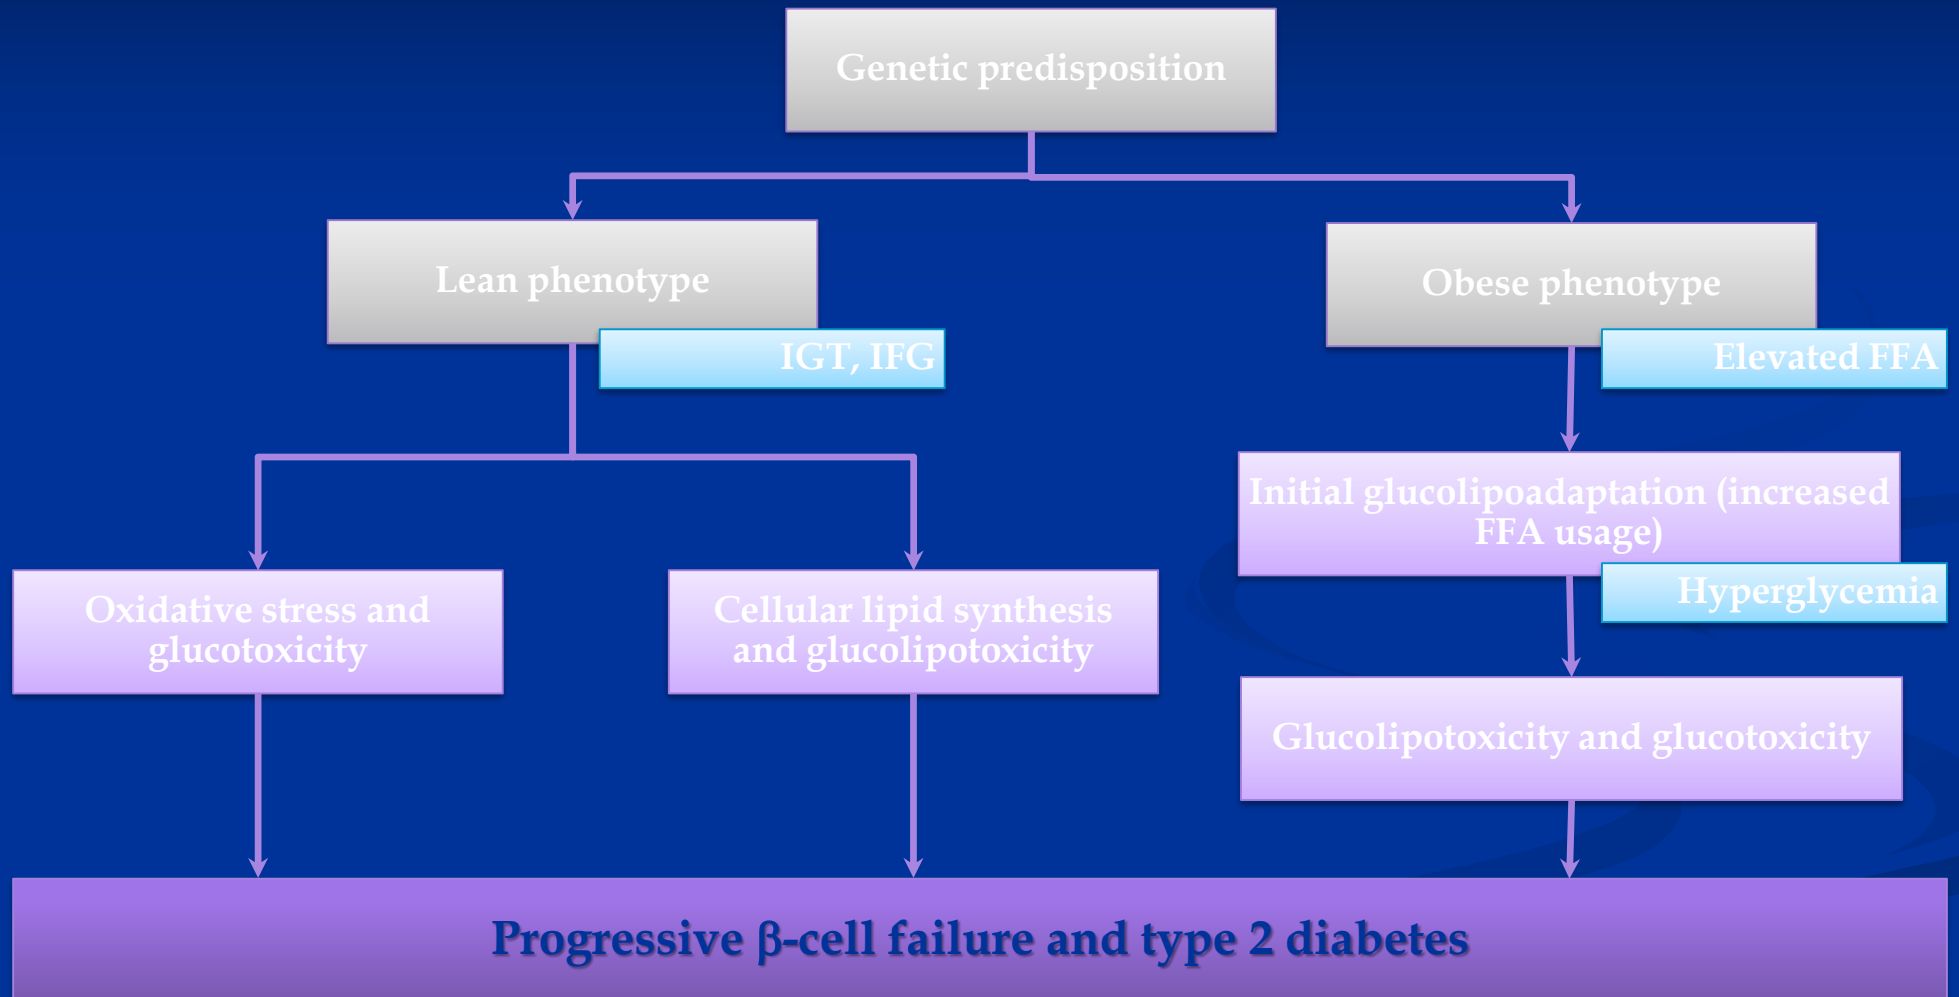 Genetic predisposition
Lean phenotype
Obese phenotype
IGT, IFG
Elevated FFA
Initial glucolipoadaptation (increased
FFA usage)
Hyperglycemia
Oxidative stress and
glucotoxicity
Cellular lipid synthesis
and glucolipotoxicity
Glucolipotoxicity and glucotoxicity
Progressive β-cell failure and type 2 diabetes